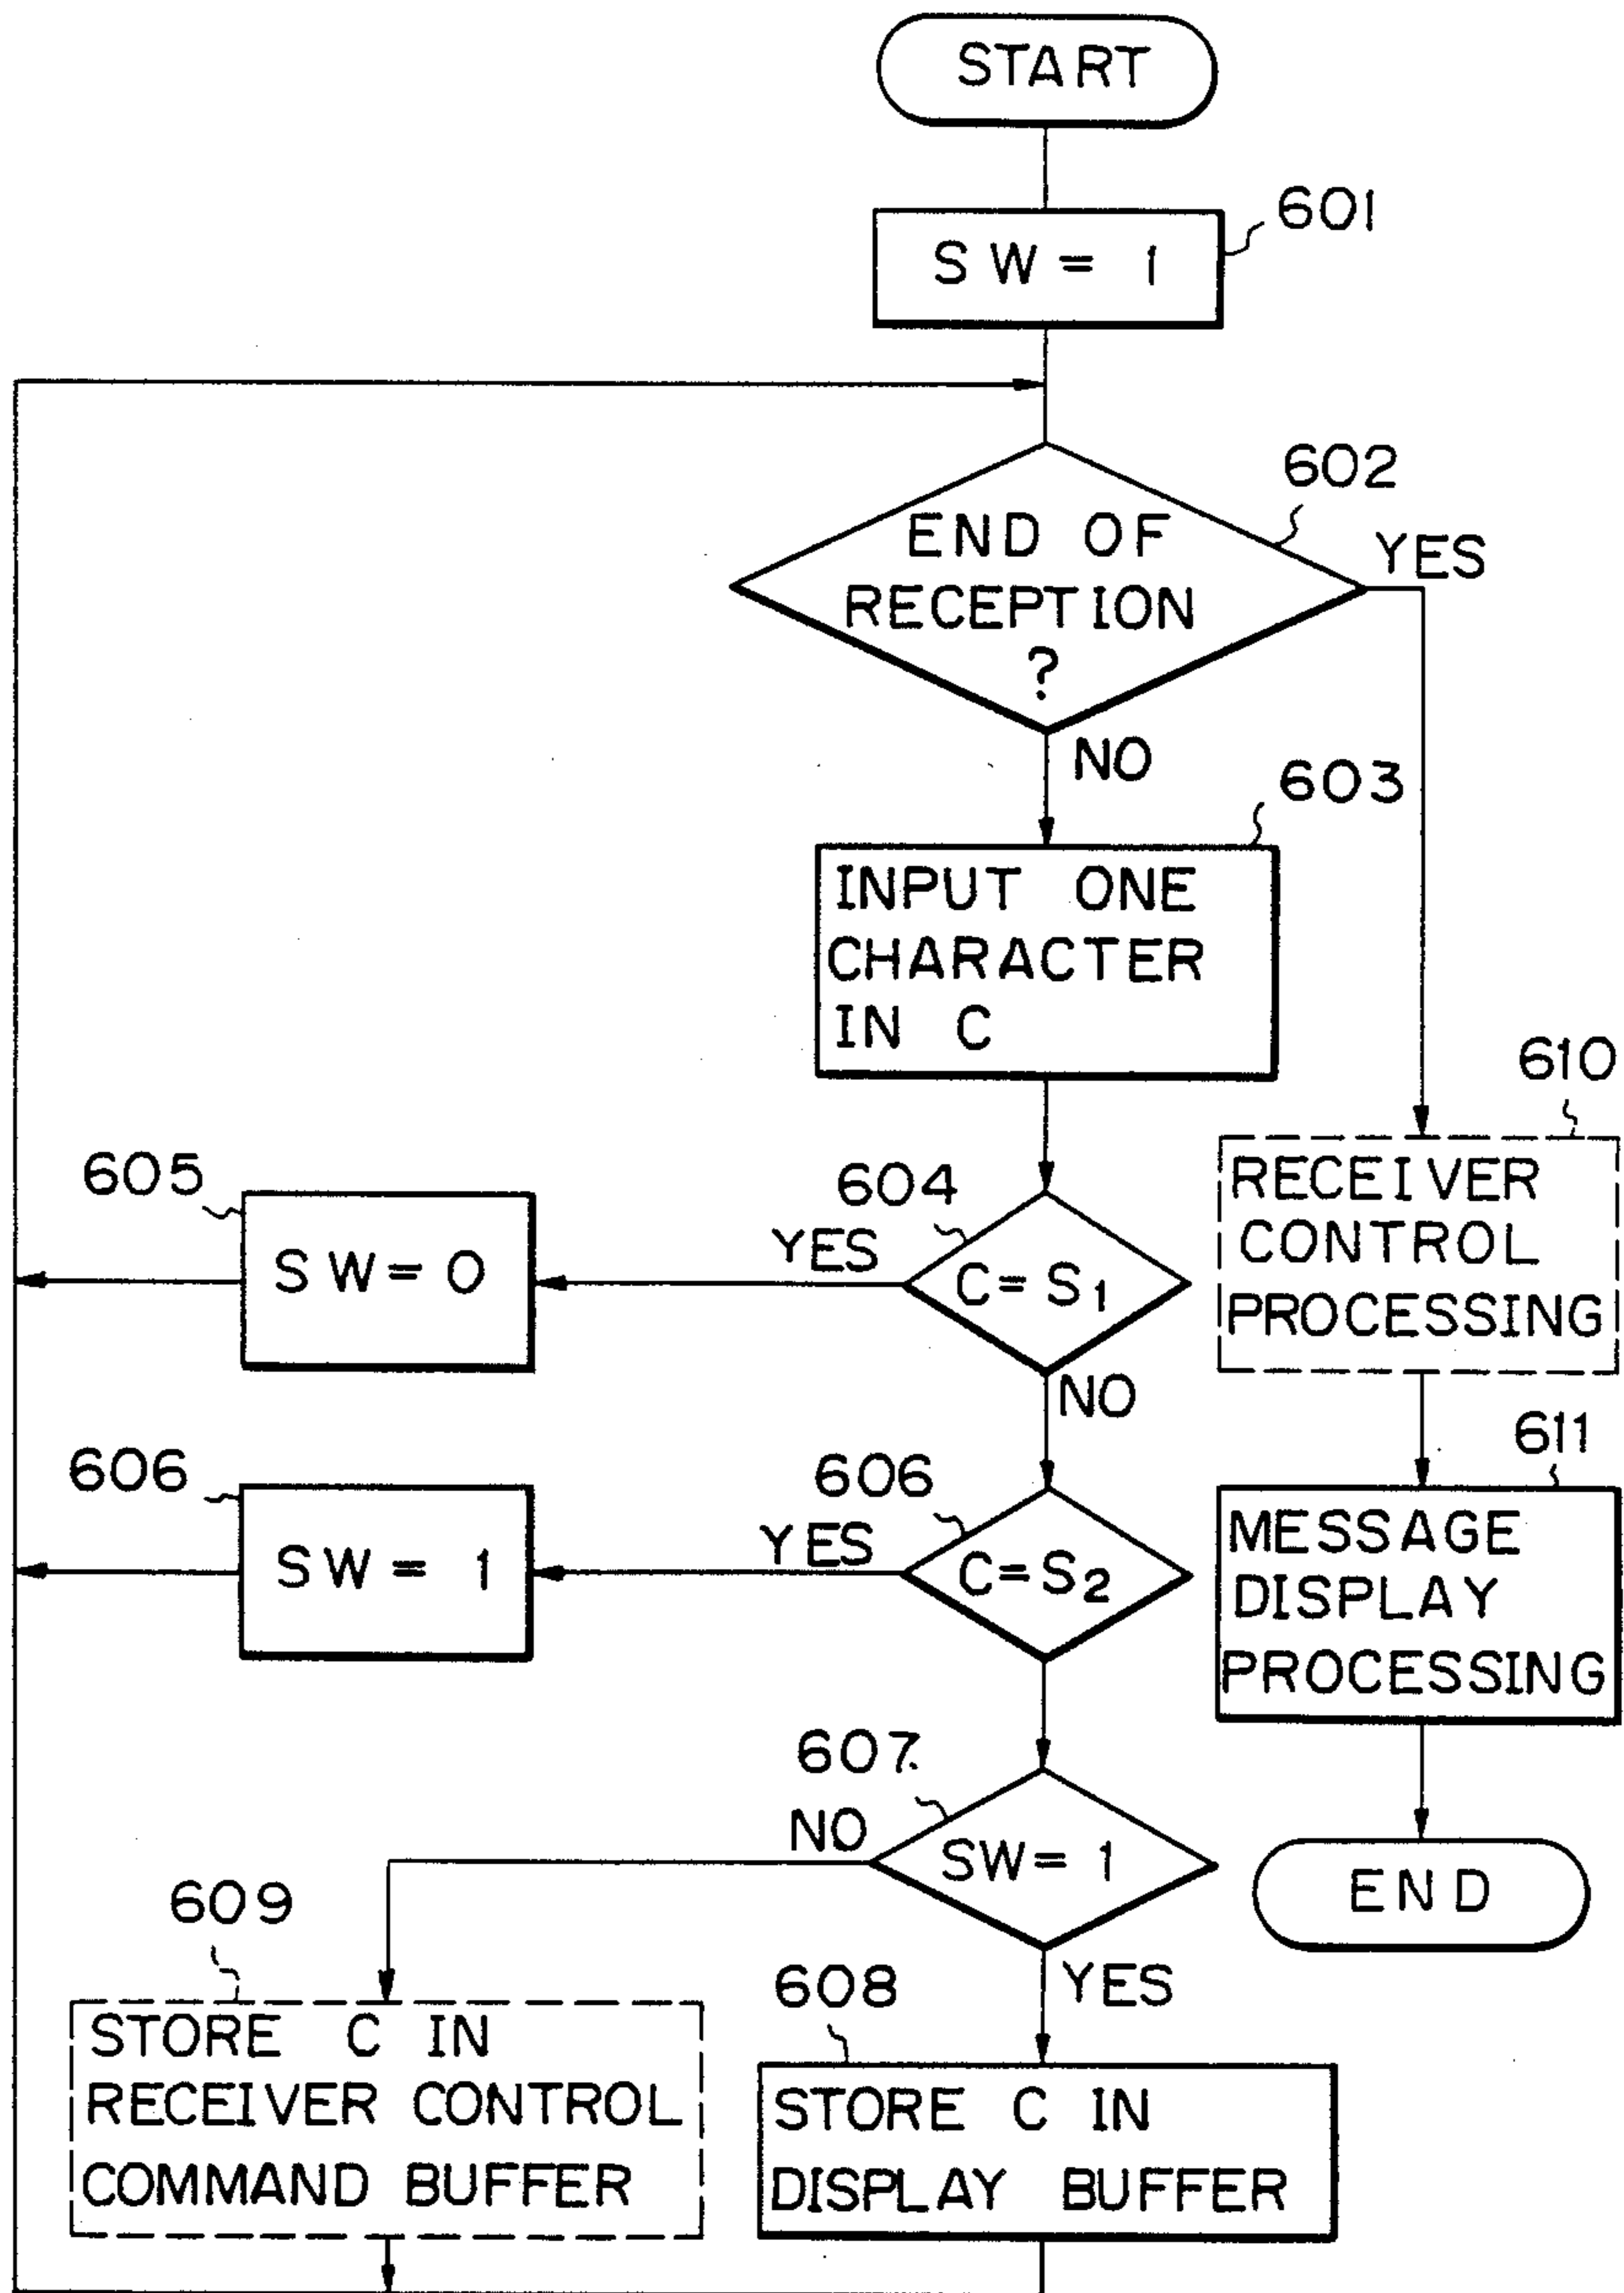 START
601
SW = 1
602
END OF
RECEPTION
?
YES
NO
603
INPUT ONE
CHARACTER
IN C
610
RECEIVER
CONTROL
PROCESSING
604
605
YES
C=S1
SW=0
NO
611
606
606
YES
C=S2
SW = 1
MESSAGE
DISPLAY
PROCESSING
607.
NO
SW=1
END
609
YES
608
STORE C IN
RECEIVER CONTROL
COMMAND BUFFER
STORE C IN
DISPLAY BUFFER